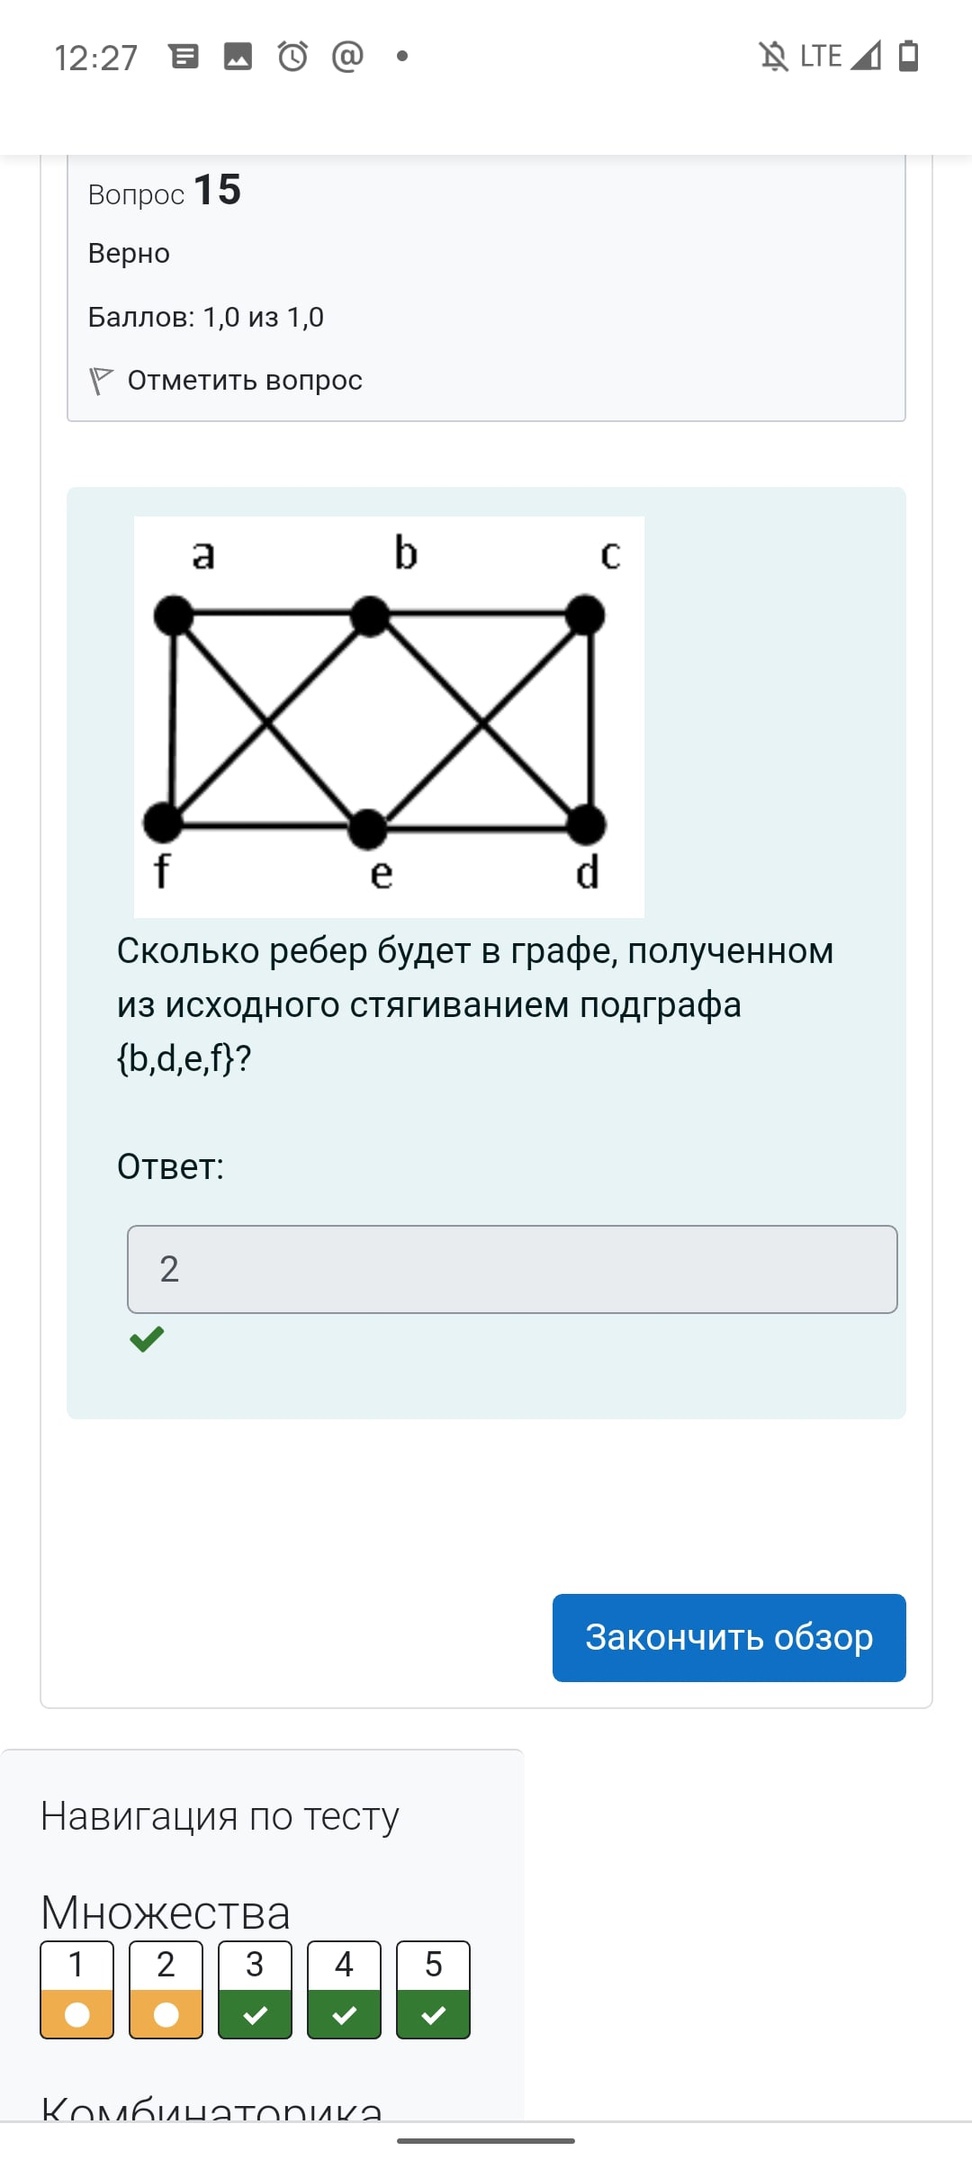 12:27 @ LTE
Вопрос 15
Верно
Баллов: 1,0 из 1,0
Отметить вопрос
a b c
f e d
Сколько ребер будет в графе, полученном
из исходного стягиванием подграфа
{b,d,e,f}?
Ответ:
2
Закончить обзор
Навигация по тесту
Множества
1 2 3 4 5
Комбинаторика